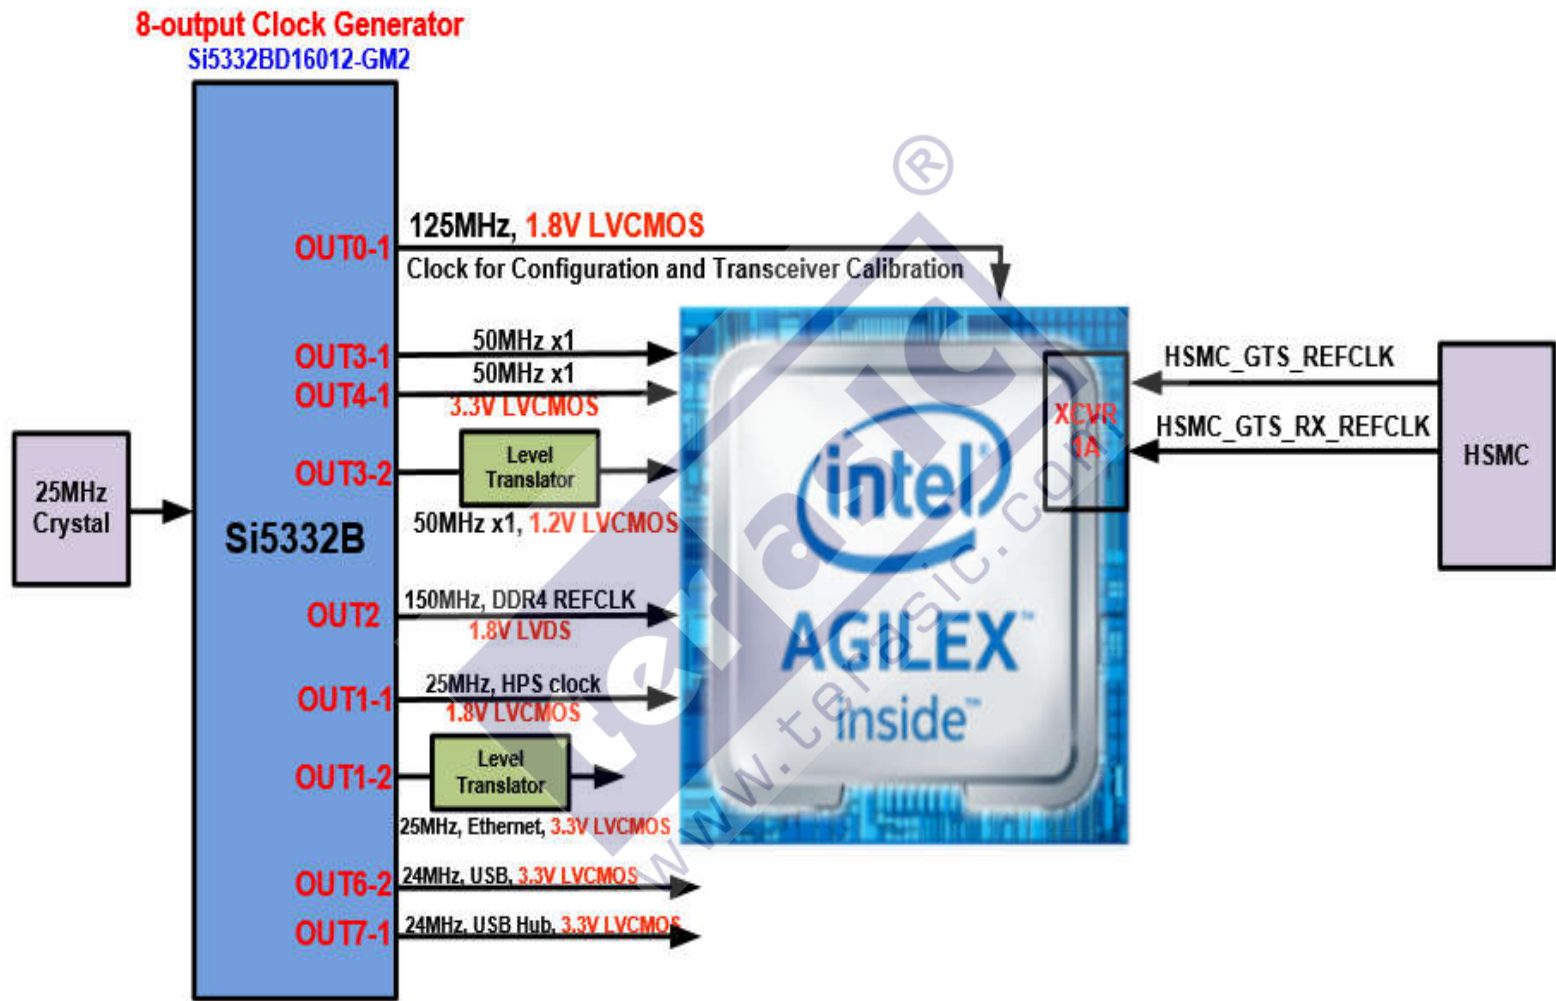 8-output Clock Generator
Si5332BD16012-GM2
OUT0-1
125MHz, 1.8V LVCMOS
Clock for Configuration and Transceiver Calibration
OUT3-1
50MHz x1
OUT4-1
50MHz x1
3.3V LVCMOS
OUT3-2
Level
Translator
50MHz x1, 1.2V LVCMOS
25MHz
Crystal
Si5332B
OUT2
150MHz, DDR4 REFCLK
1.8V LVDS
OUT1-1
25MHz, HPS clock
1.8V LVCMOS
OUT1-2
Level
Translator
25MHz, Ethernet, 3.3V LVCMOS
OUT6-2
24MHz, USB, 3.3V LVCMOS
OUT7-1
24MHz, USB Hub, 3.3V LVCMOS
intel®
AGILEX™
inside™
XCVR
1A
HSMC_GTS_REFCLK
HSMC_GTS_RX_REFCLK
HSMC
terasic®
www.terasic.com